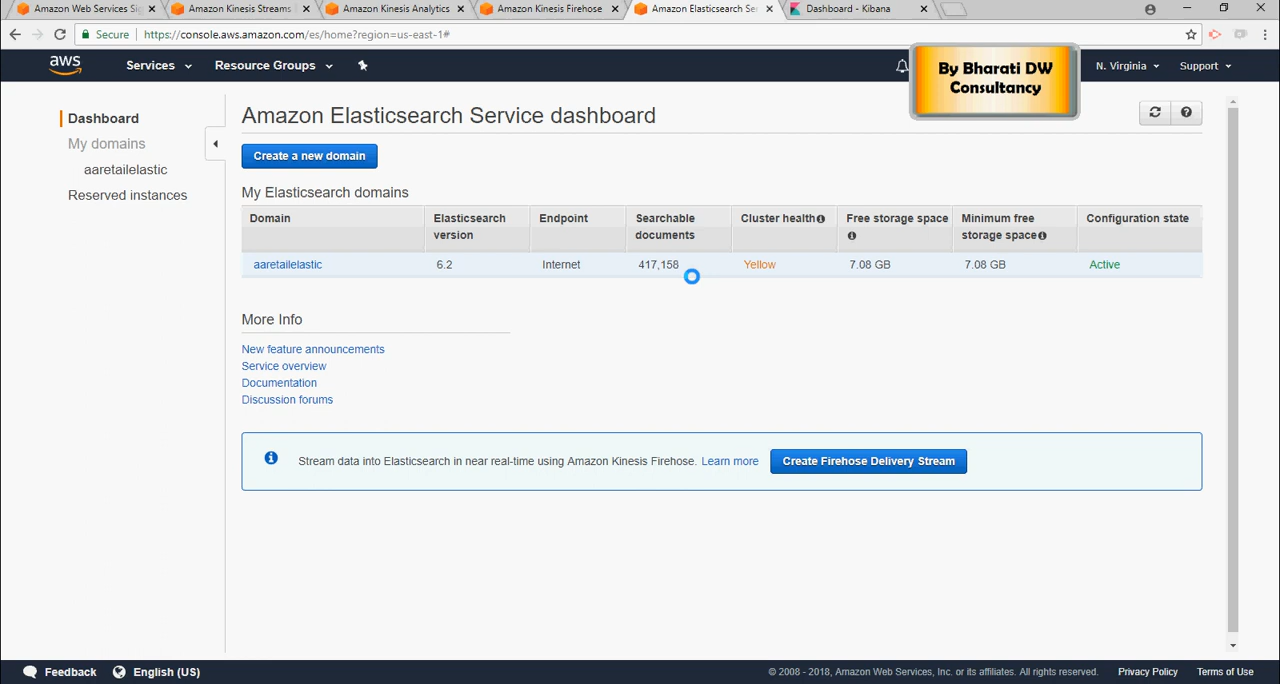 Amazon Web Services Sig
Amazon Kinesis Streams
Amazon Kinesis Analytics
Amazon Kinesis Firehose
Amazon Elasticsearch Se
Dashboard - Kibana
Secure
https://console.aws.amazon.com/es/home?region=us-east-1#
aws
Services
Resource Groups
By Bharati DW
Consultancy
N. Virginia
Support
Dashboard
My domains
aaretailelastic
Reserved instances
Amazon Elasticsearch Service dashboard
Create a new domain
My Elasticsearch domains
Domain
Elasticsearch
version
Endpoint
Searchable
documents
Cluster health
Free storage space
Minimum free
storage space
Configuration state
aaretailelastic
6.2
Internet
417,158
Yellow
7.08 GB
7.08 GB
Active
More Info
New feature announcements
Service overview
Documentation
Discussion forums
Stream data into Elasticsearch in near real-time using Amazon Kinesis Firehose. Learn more
Create Firehose Delivery Stream
Feedback
English (US)
© 2008 - 2018, Amazon Web Services, Inc. or its affiliates. All rights reserved.
Privacy Policy
Terms of Use